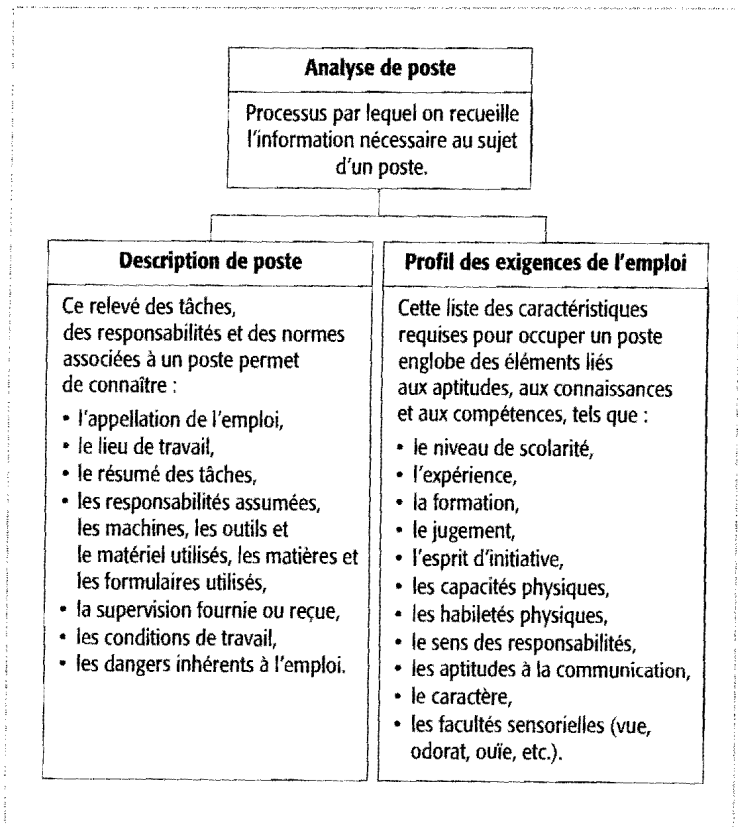 Analyse de poste
Processus par lequel on recueille
l'information nécessaire au sujet
d'un poste.
Description de poste
Ce relevé des tâches,
des responsabilités et des normes
associées à un poste permet
de connaître :
• l'appellation de l'emploi,
• le lieu de travail,
• le résumé des tâches,
• les responsabilités assumées,
les machines, les outils et
le matériel utilisés, les matières et
les formulaires utilisés,
• la supervision fournie ou reçue,
• les conditions de travail,
• les dangers inhérents à l'emploi.
Profil des exigences de l'emploi
Cette liste des caractéristiques
requises pour occuper un poste
englobe des éléments liés
aux aptitudes, aux connaissances
et aux compétences, tels que :
• le niveau de scolarité,
• l'expérience,
• la formation,
• le jugement,
• l'esprit d'initiative,
• les capacités physiques,
• les habiletés physiques,
• le sens des responsabilités,
• les aptitudes à la communication,
• le caractère,
• les facultés sensorielles (vue,
odorat, ouïe, etc.).